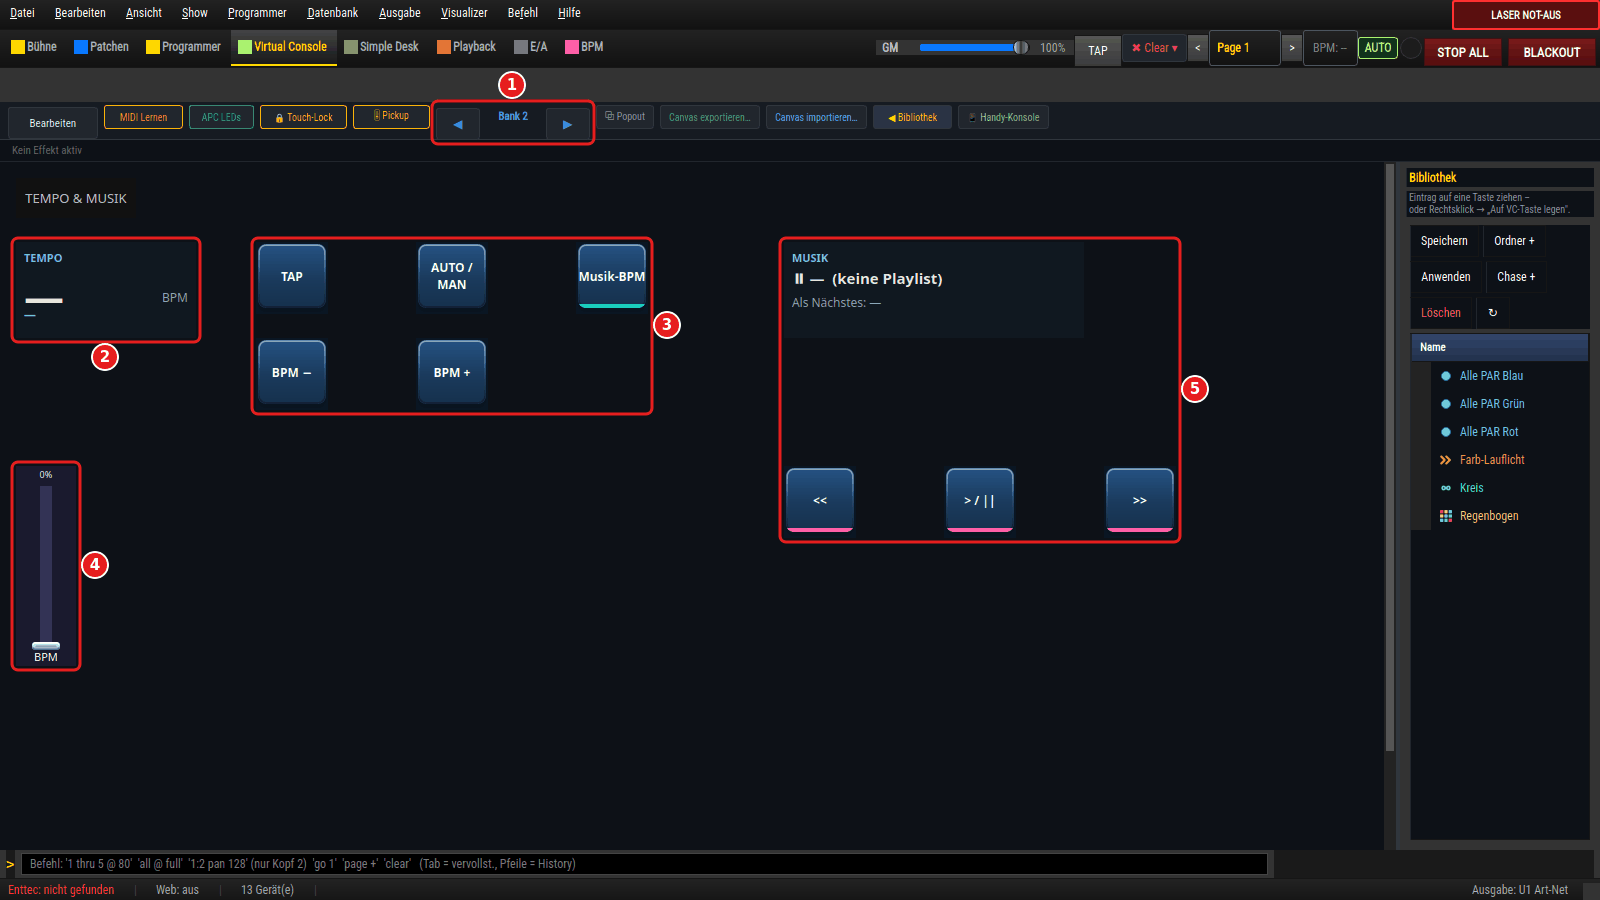 Datei Bearbeiten Ansicht Show Programmer Datenbank Ausgabe Visualizer Befehl Hilfe
LASER NOT-AUS
Bühne Patchen Programmer Virtual Console Simple Desk Playback E/A BPM
GM 100% TAP ✖ Clear ▾ < Page 1 > BPM: – AUTO STOP ALL BLACKOUT
1
Bearbeiten MIDI Lernen APC LEDs Touch-Lock Pickup ◀ Bank 2 ▶ Popout Canvas exportieren... Canvas importieren... ◀ Bibliothek Handy-Konsole
Kein Effekt aktiv
TEMPO & MUSIK
TEMPO
— BPM
—
2
TAP
AUTO /
MAN
Musik-BPM
BPM –
BPM +
3
MUSIK
⏸ — (keine Playlist)
Als Nächstes: —
<<
> / ||
>>
5
0%
BPM
4
Bibliothek
Eintrag auf eine Taste ziehen –
oder Rechtsklick → „Auf VC-Taste legen".
Speichern Ordner +
Anwenden Chase +
Löschen ↻
Name
Alle PAR Blau
Alle PAR Grün
Alle PAR Rot
Farb-Lauflicht
Kreis
Regenbogen
> Befehl: '1 thru 5 @ 80' 'all @ full' '1:2 pan 128' (nur Kopf 2) 'go 1' 'page +' 'clear' (Tab = vervollst., Pfeile = History)
Enttec: nicht gefunden Web: aus 13 Gerät(e) Ausgabe: U1 Art-Net